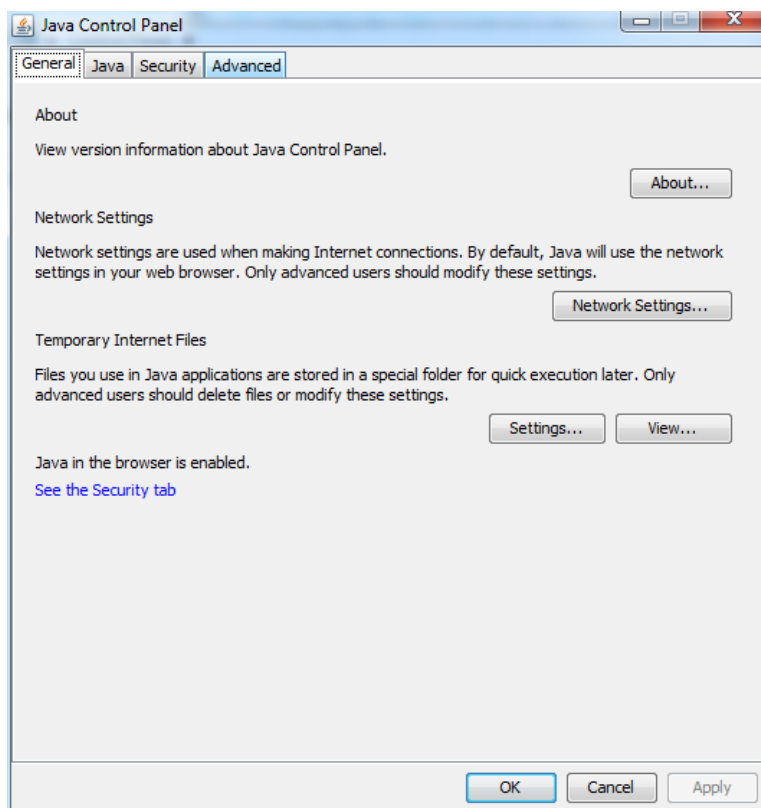 Java Control Panel
General Java Security Advanced
About
View version information about Java Control Panel.
About...
Network Settings
Network settings are used when making Internet connections. By default, Java will use the network
settings in your web browser. Only advanced users should modify these settings.
Network Settings...
Temporary Internet Files
Files you use in Java applications are stored in a special folder for quick execution later. Only
advanced users should delete files or modify these settings.
Settings... View...
Java in the browser is enabled.
See the Security tab
OK Cancel Apply